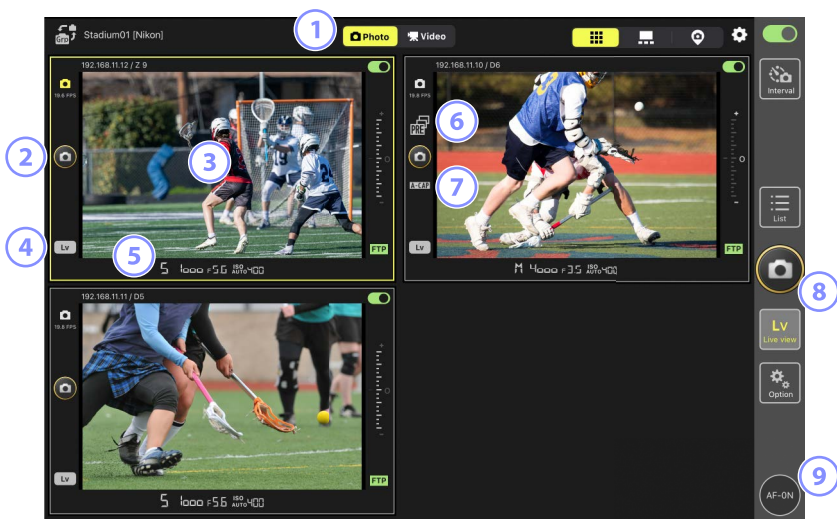 1
Stadium01 [Nikon]
Grp
Photo
Video
192.168.11.12 / Z 9
19.6 FPS
2
3
4
Lv
5
FTP
S 1000 F5.6 ISO AUTO 400
192.168.11.10 / D6
19.6 FPS
6
PRE
7
A-CAP
Lv
FTP
M 4000 F3.5 ISO AUTO 400
192.168.11.11 / D5
19.6 FPS
Lv
FTP
S 1000 F5.6 ISO AUTO 400
Interval
List
8
Lv
Live view
Option
9
AF-ON